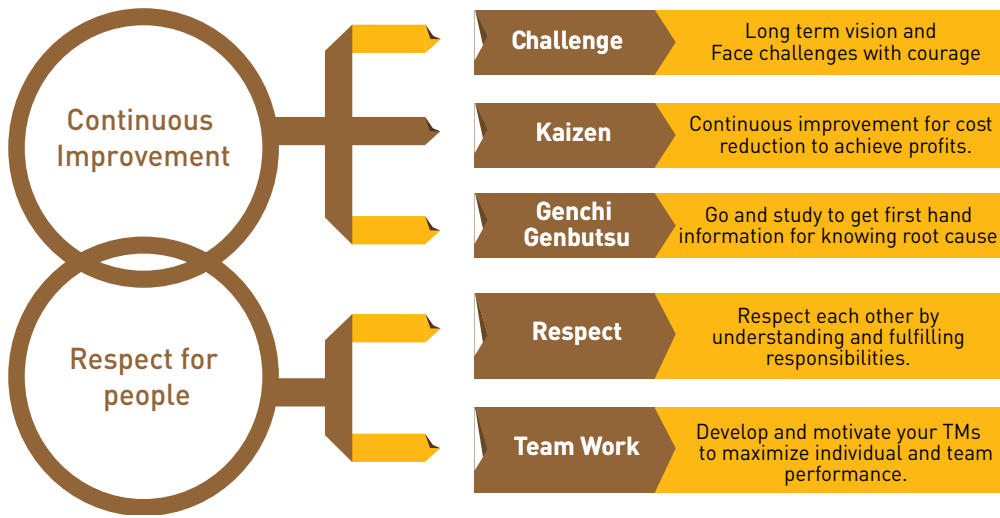 Continuous
Improvement
Challenge
Long term vision and
Face challenges with courage
Kaizen
Continuous improvement for cost
reduction to achieve profits.
Genchi
Genbutsu
Go and study to get first hand
information for knowing root cause
Respect for
people
Respect
Respect each other by
understanding and fulfilling
responsibilities.
Team Work
Develop and motivate your TMs
to maximize individual and team
performance.